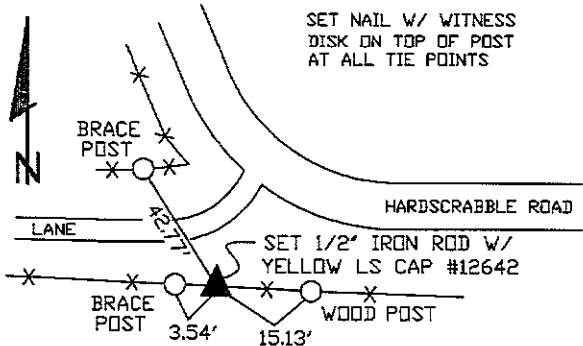 SET NAIL W/ WITNESS
DISK ON TOP OF POST
AT ALL TIE POINTS
BRACE
POST
N
42.77'
LANE
HARDSCRABBLE ROAD
SET 1/2" IRON ROD W/
YELLOW LS CAP #12642
BRACE
POST
WOOD POST
3.54'
15.13'